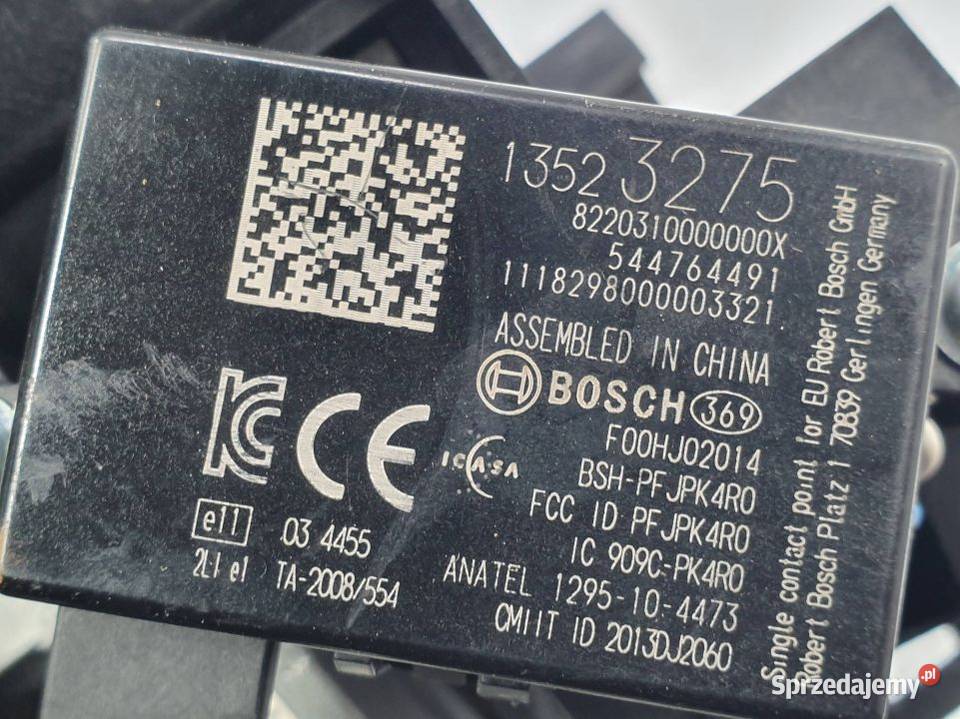 1352 3275
8220310000000X
544764491
1118298000003321
ASSEMBLED IN CHINA
BOSCH 369
KC CE
ICASA
F00HJ02014
BSH-PFJPK4R0
FCC ID PFJPK4R0
IC 909C-PK4R0
ANATEL 1295-10-4473
CMIIT ID 2013DJ2060
e11 03 4455
TA-2008/554
Single contact point for EU Robert Bosch GmbH
Robert Bosch Platz 1 70839 Gerlingen Germany
Sprzedajemy.pl